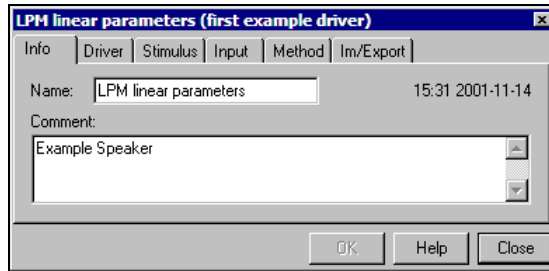 LPM linear parameters (first example driver)
Info Driver Stimulus Input Method Im/Export
Name: LPM linear parameters 15:31 2001-11-14
Comment:
Example Speaker
OK Help Close